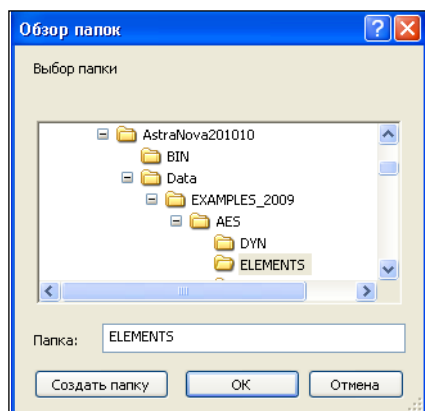 Обзор папок
Выбор папки
AstraNova201010
BIN
Data
EXAMPLES_2009
AES
DYN
ELEMENTS
Папка: ELEMENTS
Создать папку OK Отмена